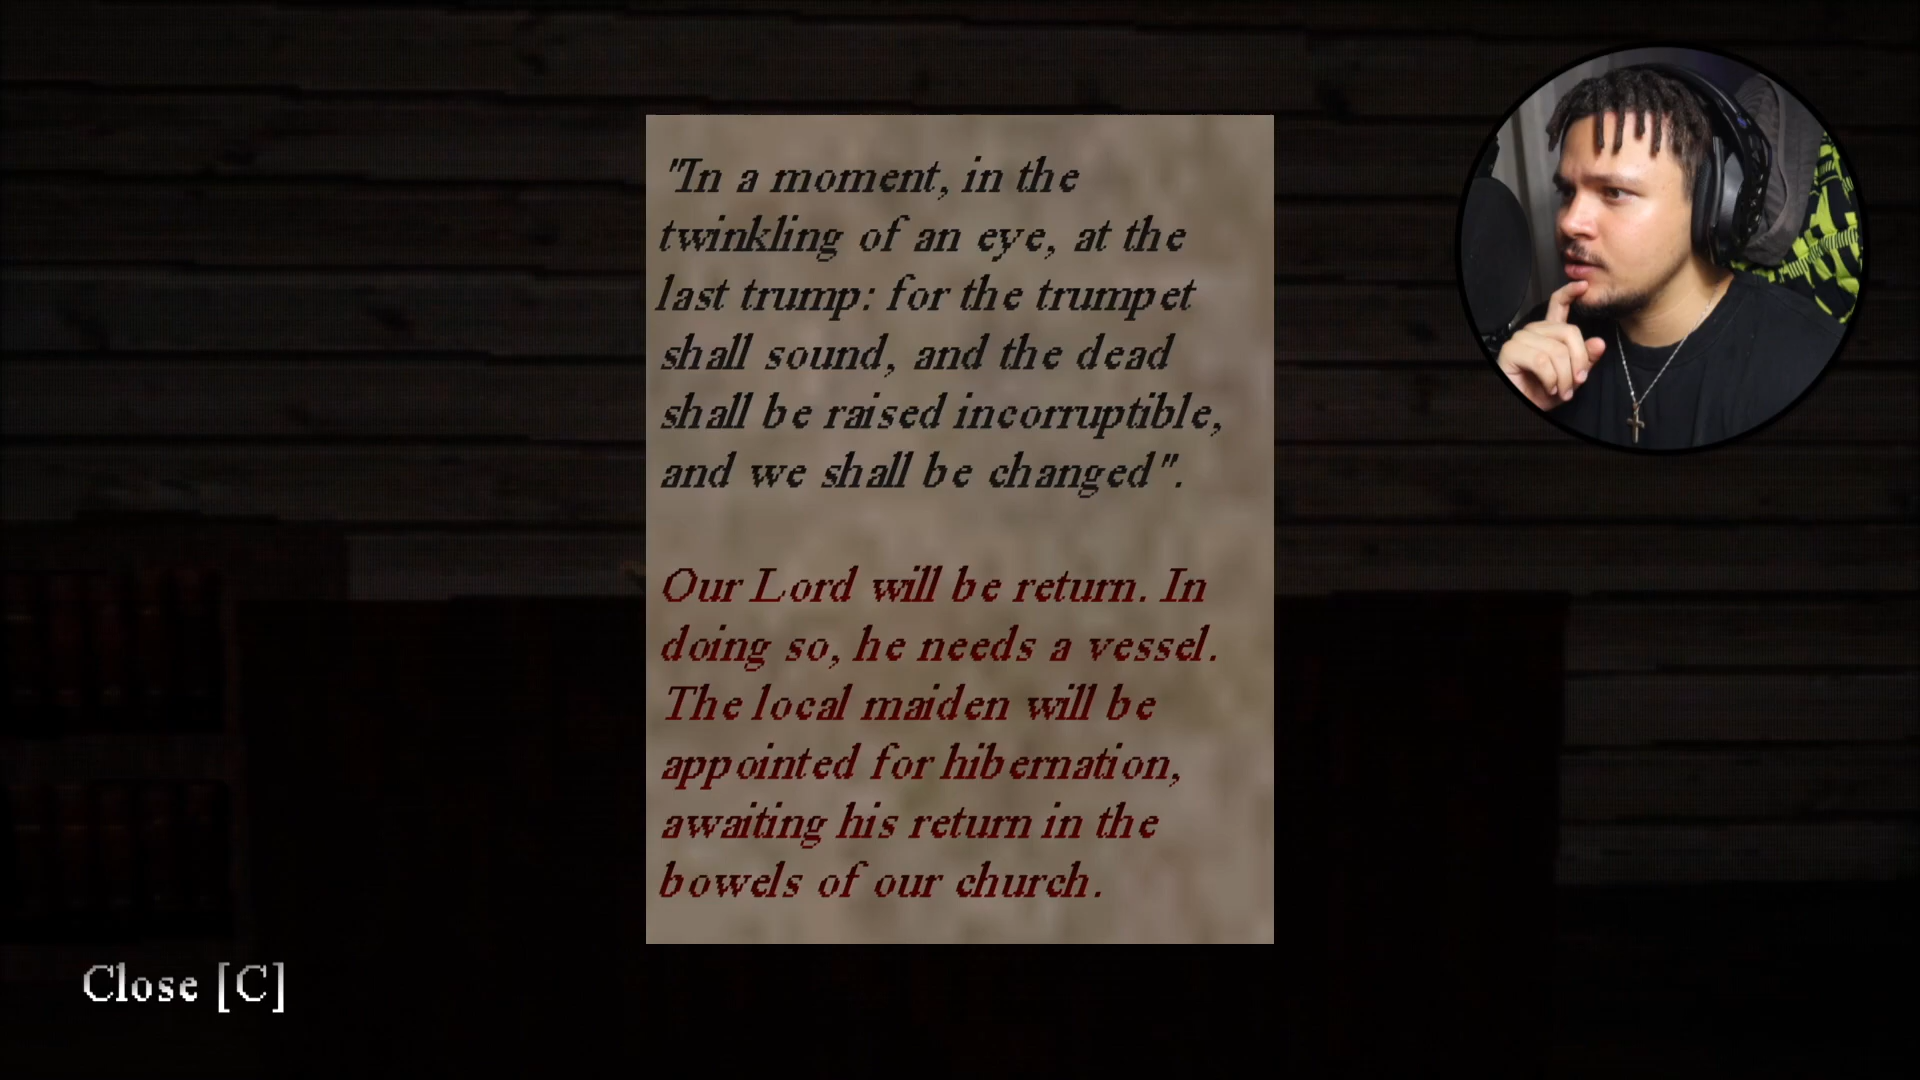 "In a moment, in the
twinkling of an eye, at the
last trump: for the trumpet
shall sound, and the dead
shall be raised incorruptible,
and we shall be changed".
Our Lord will be return. In
doing so, he needs a vessel.
The local maiden will be
appointed for hibernation,
awaiting his return in the
bowels of our church.
Close [C]